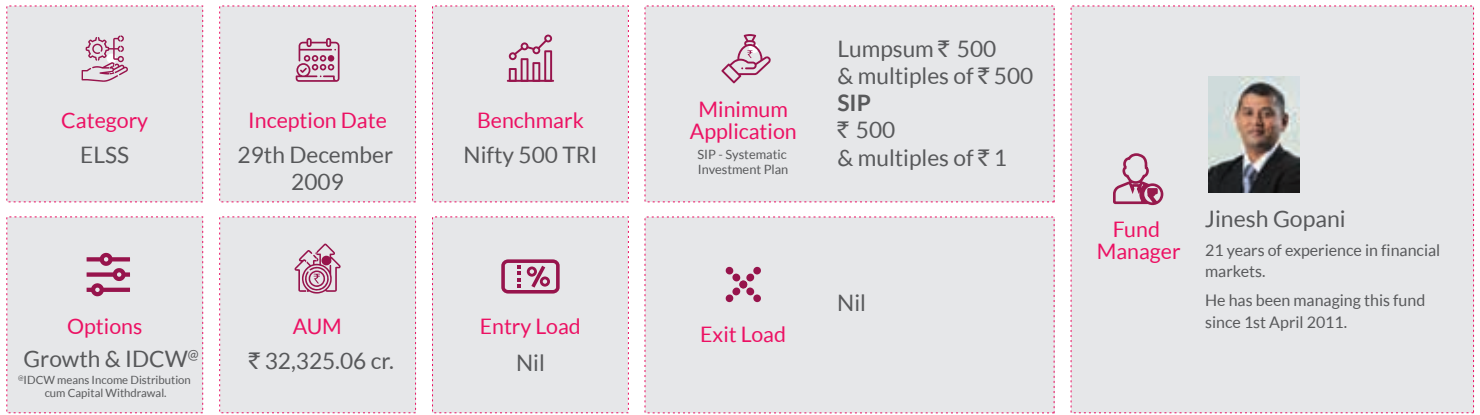 Category
ELSS
Inception Date
29th December
2009
Benchmark
Nifty 500 TRI
Minimum
Application
SIP - Systematic
Investment Plan
Lumpsum ₹ 500
& multiples of ₹ 500
SIP
₹ 500
& multiples of ₹ 1
Fund
Manager
Jinesh Gopani
21 years of experience in financial
markets.
He has been managing this fund
since 1st April 2011.
Options
Growth & IDCW@
@IDCW means Income Distribution
cum Capital Withdrawal.
AUM
₹ 32,325.06 cr.
Entry Load
Nil
Exit Load
Nil